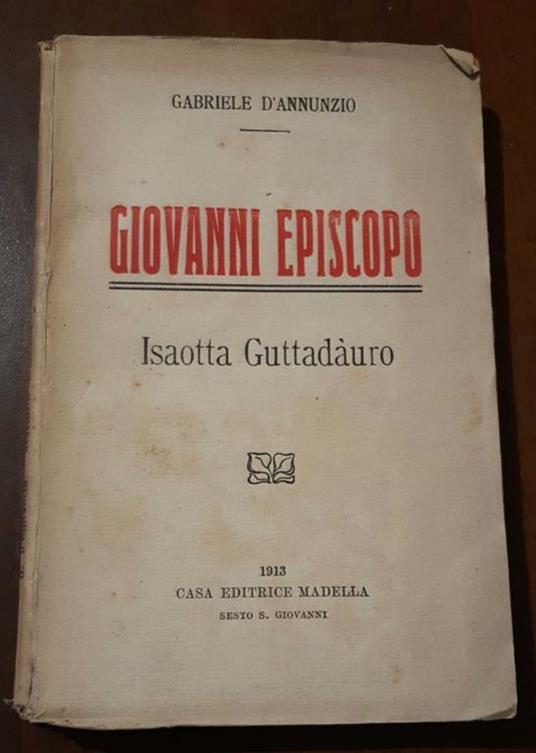 GABRIELE D'ANNUNZIO
GIOVANNI EPISCOPO
Isaotta Guttadàuro
1913
CASA EDITRICE MADELLA
SESTO S. GIOVANNI